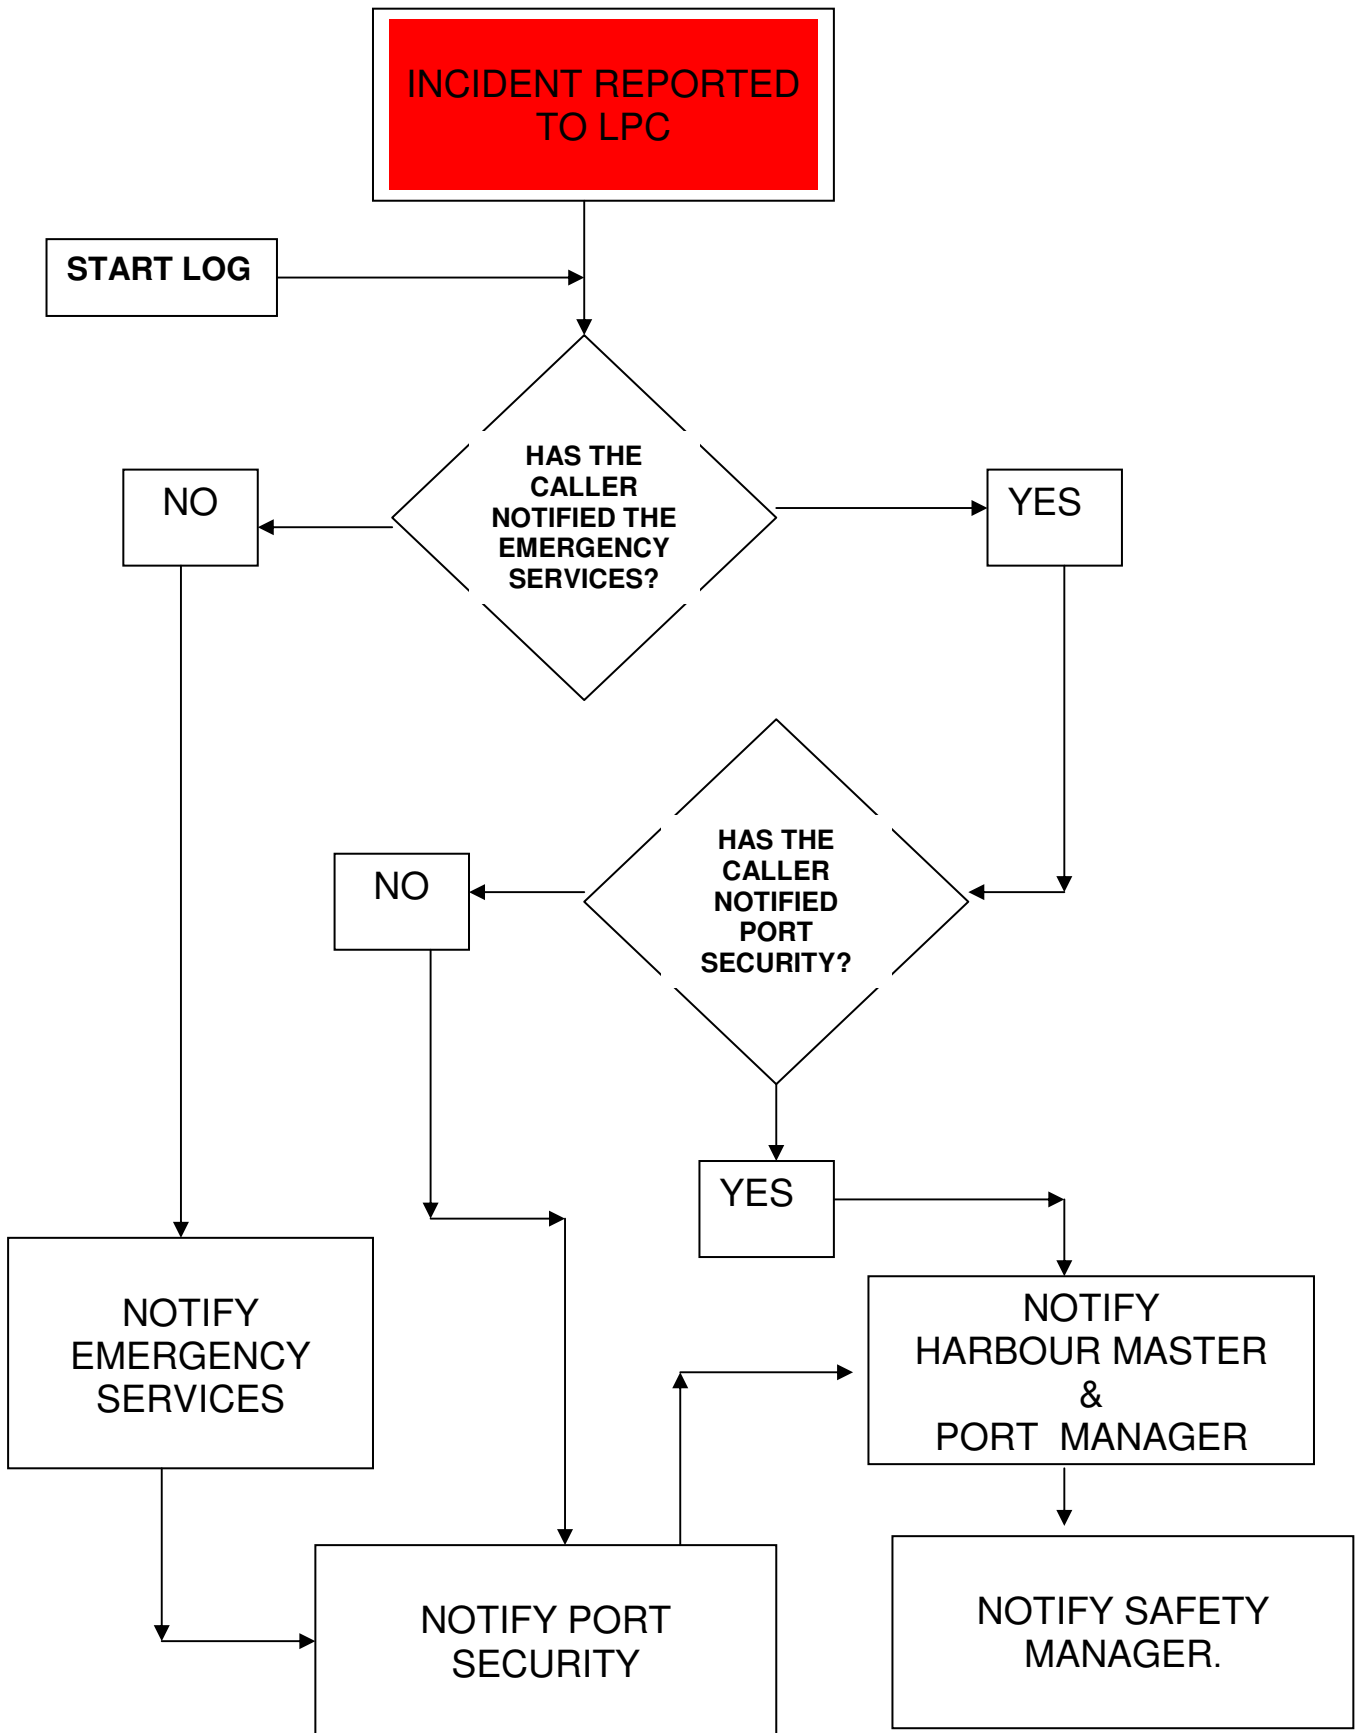 INCIDENT REPORTED
TO LPC
START LOG
HAS THE
CALLER
NOTIFIED THE
EMERGENCY
SERVICES?
NO
YES
HAS THE
CALLER
NOTIFIED
PORT
SECURITY?
NO
YES
NOTIFY
EMERGENCY
SERVICES
NOTIFY
HARBOUR MASTER
&
PORT  MANAGER
NOTIFY PORT
SECURITY
NOTIFY SAFETY
MANAGER.